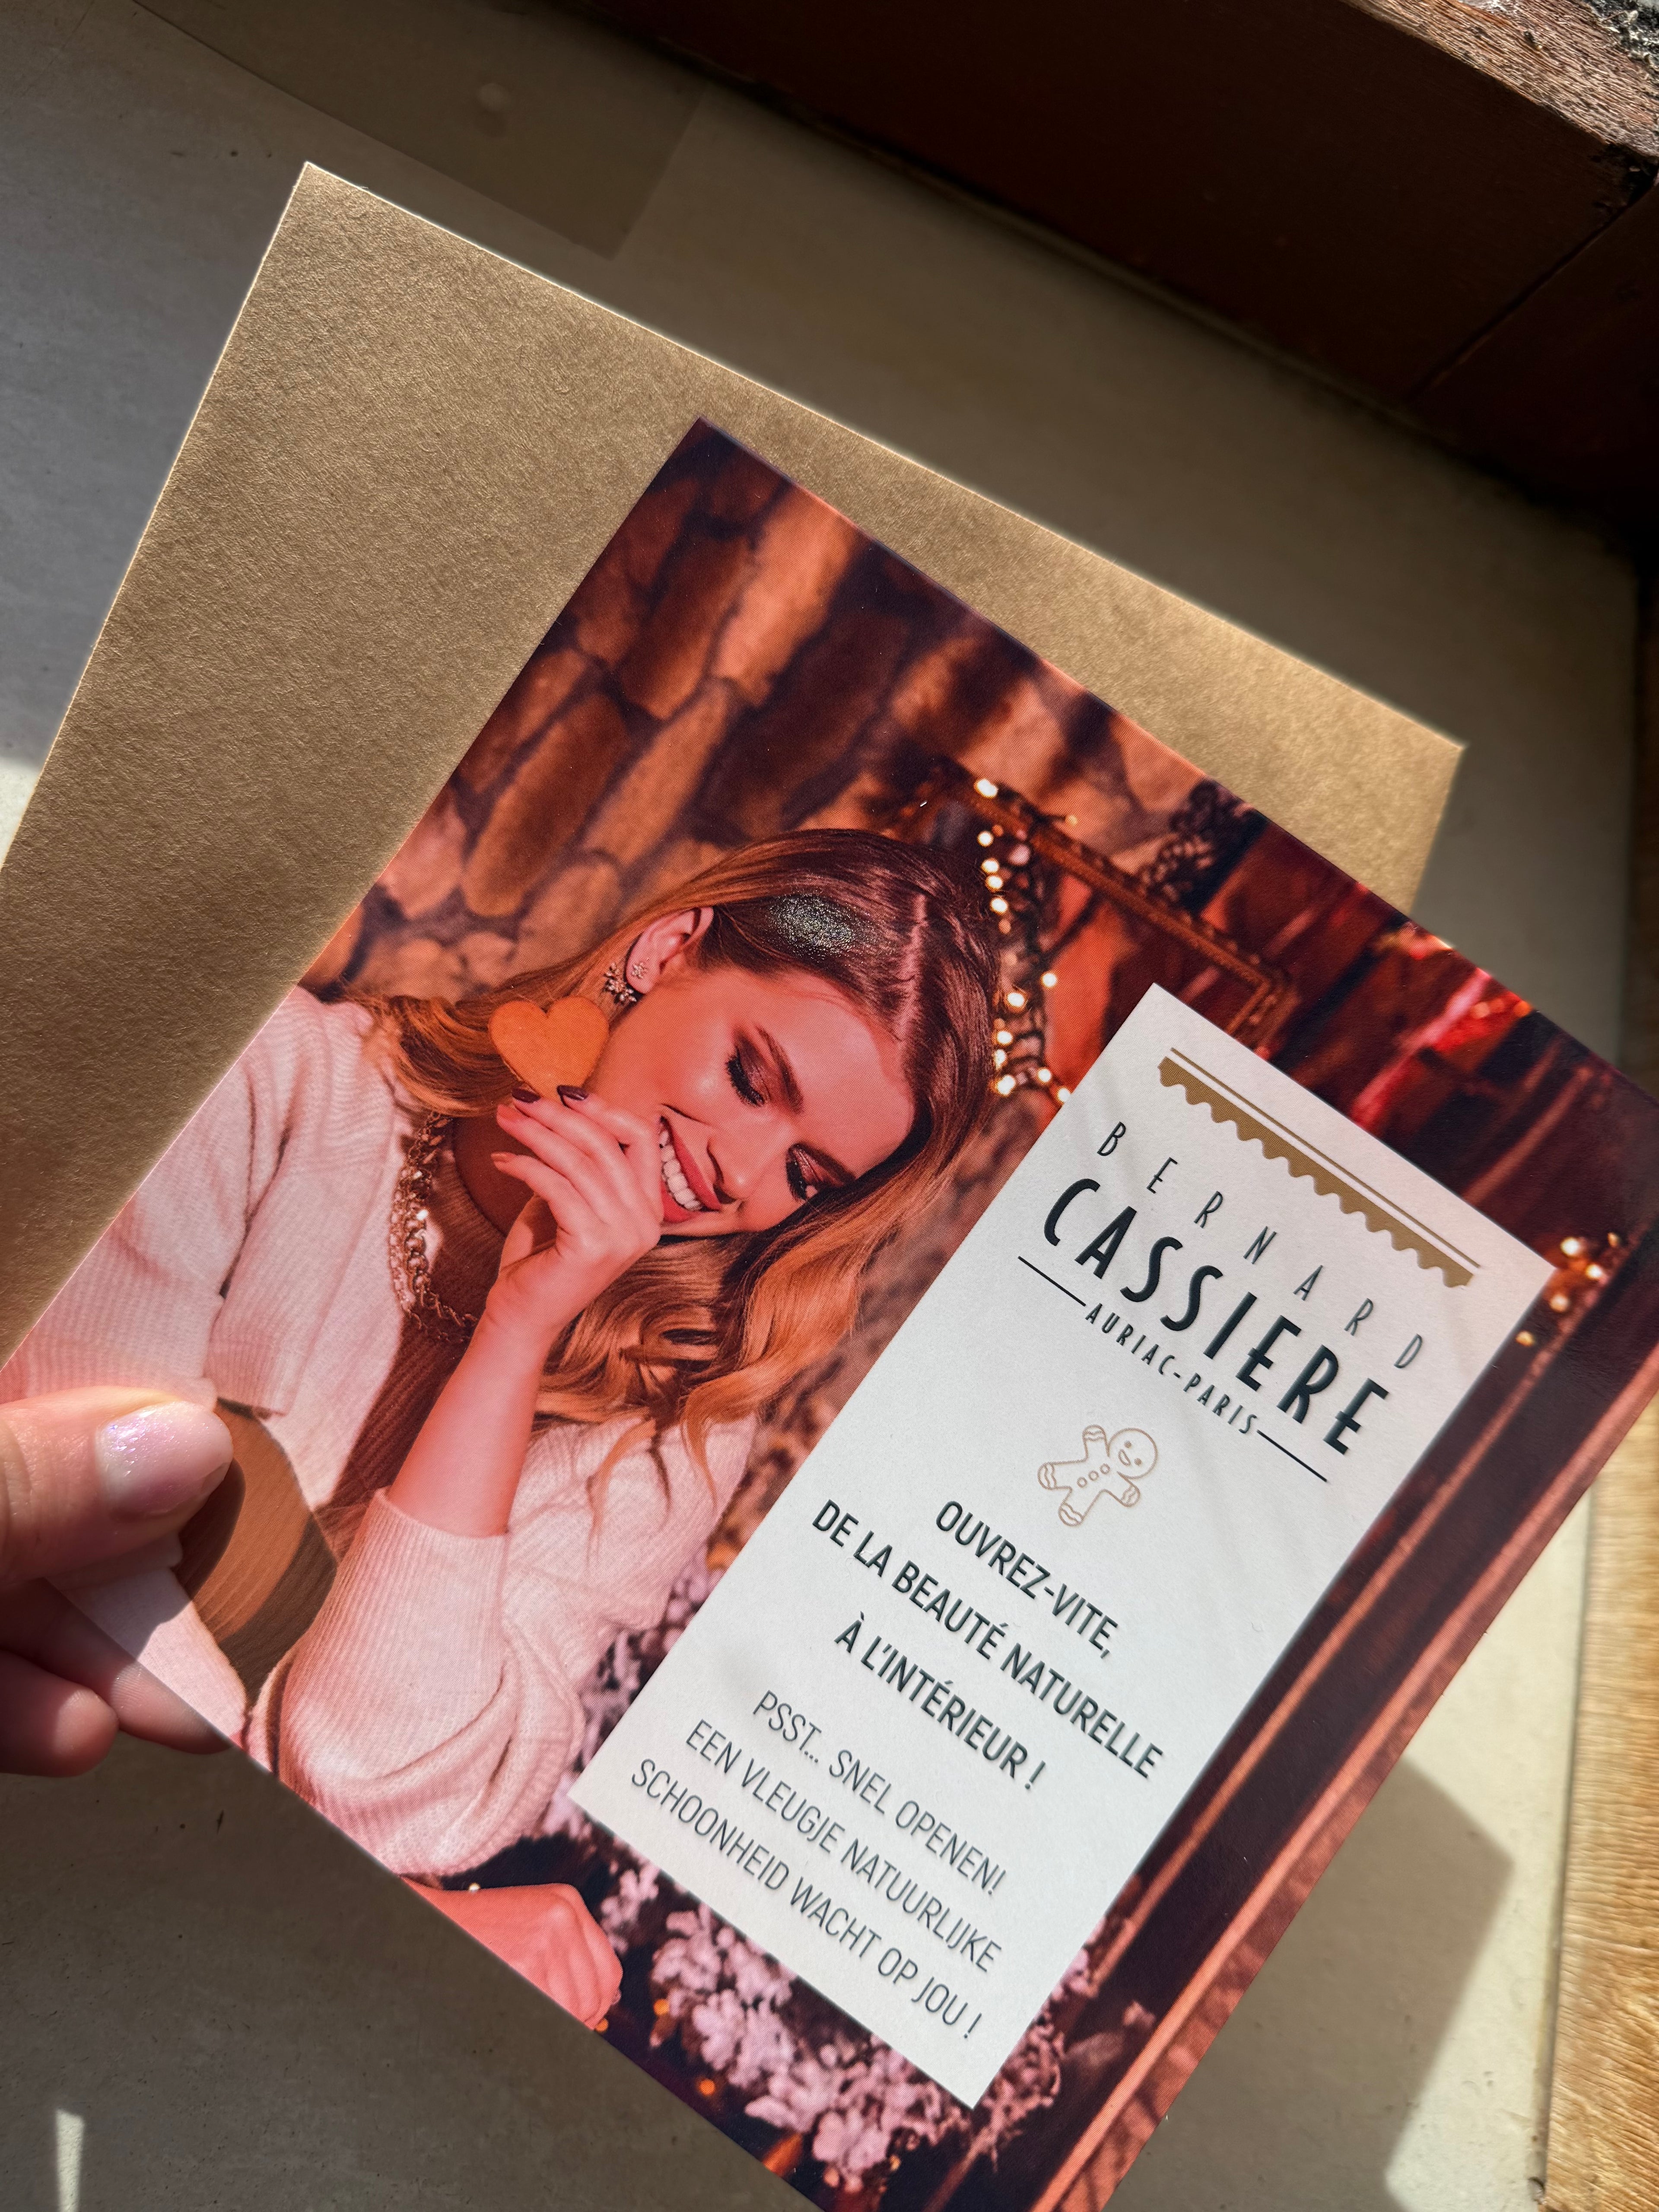 BERNARD
CASSIERE
AURIAC-PARIS
OUVREZ-VITE,
DE LA BEAUTÉ NATURELLE
À L'INTÉRIEUR !
PSST... SNEL OPENEN!
EEN VLEUGJE NATUURLIJKE
SCHOONHEID WACHT OP JOU !